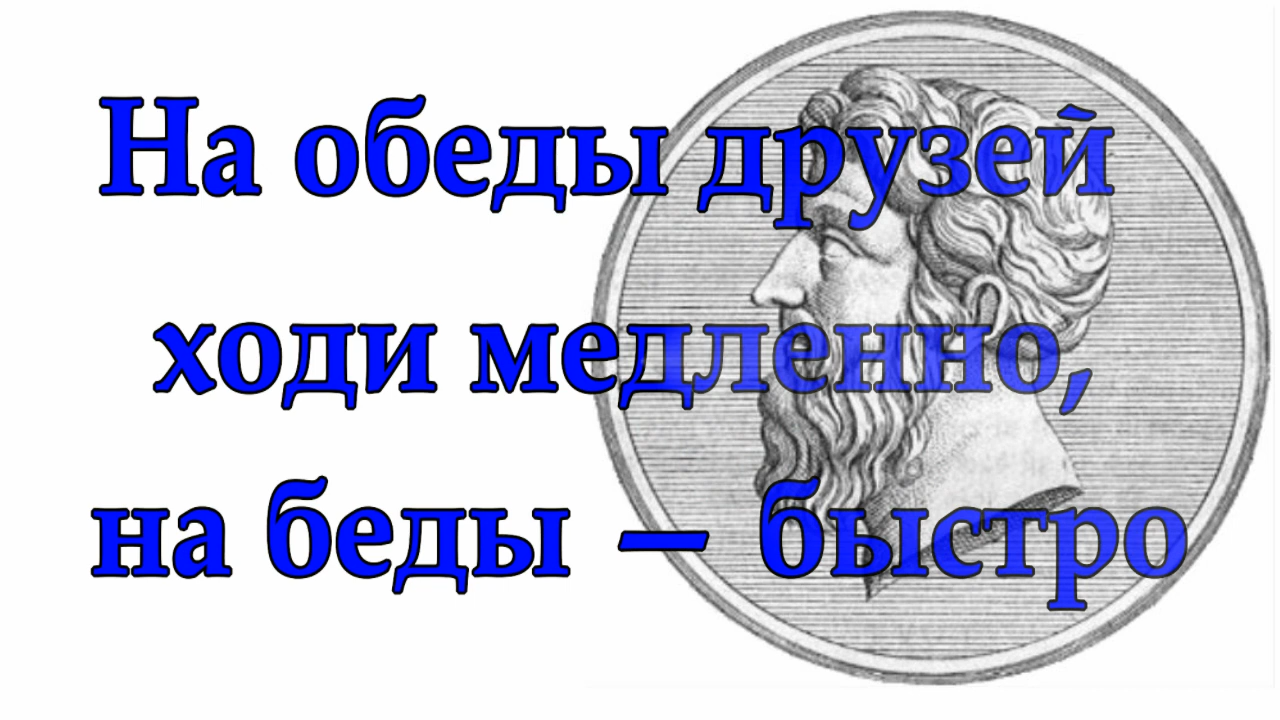 На обеды друзей
ходи медленно,
на беды – быстро